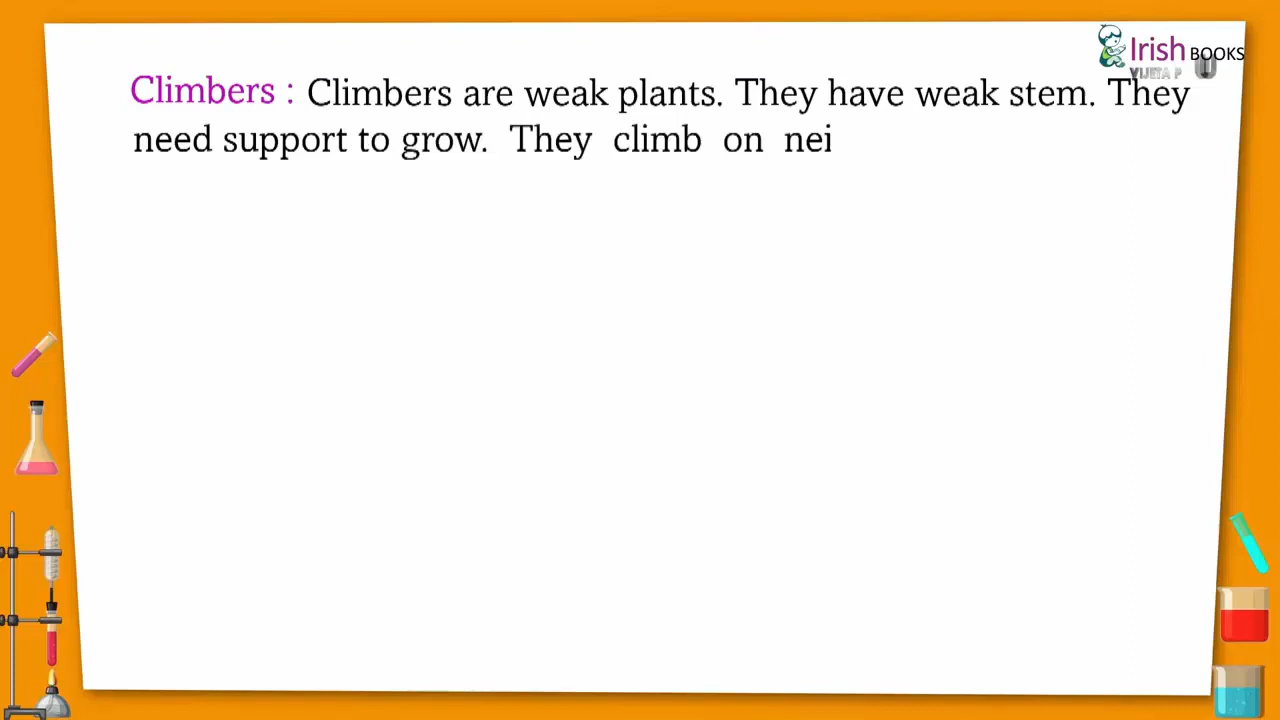 Irish BOOKS
Climbers : Climbers are weak plants. They have weak stem. They
need support to grow. They climb on nei